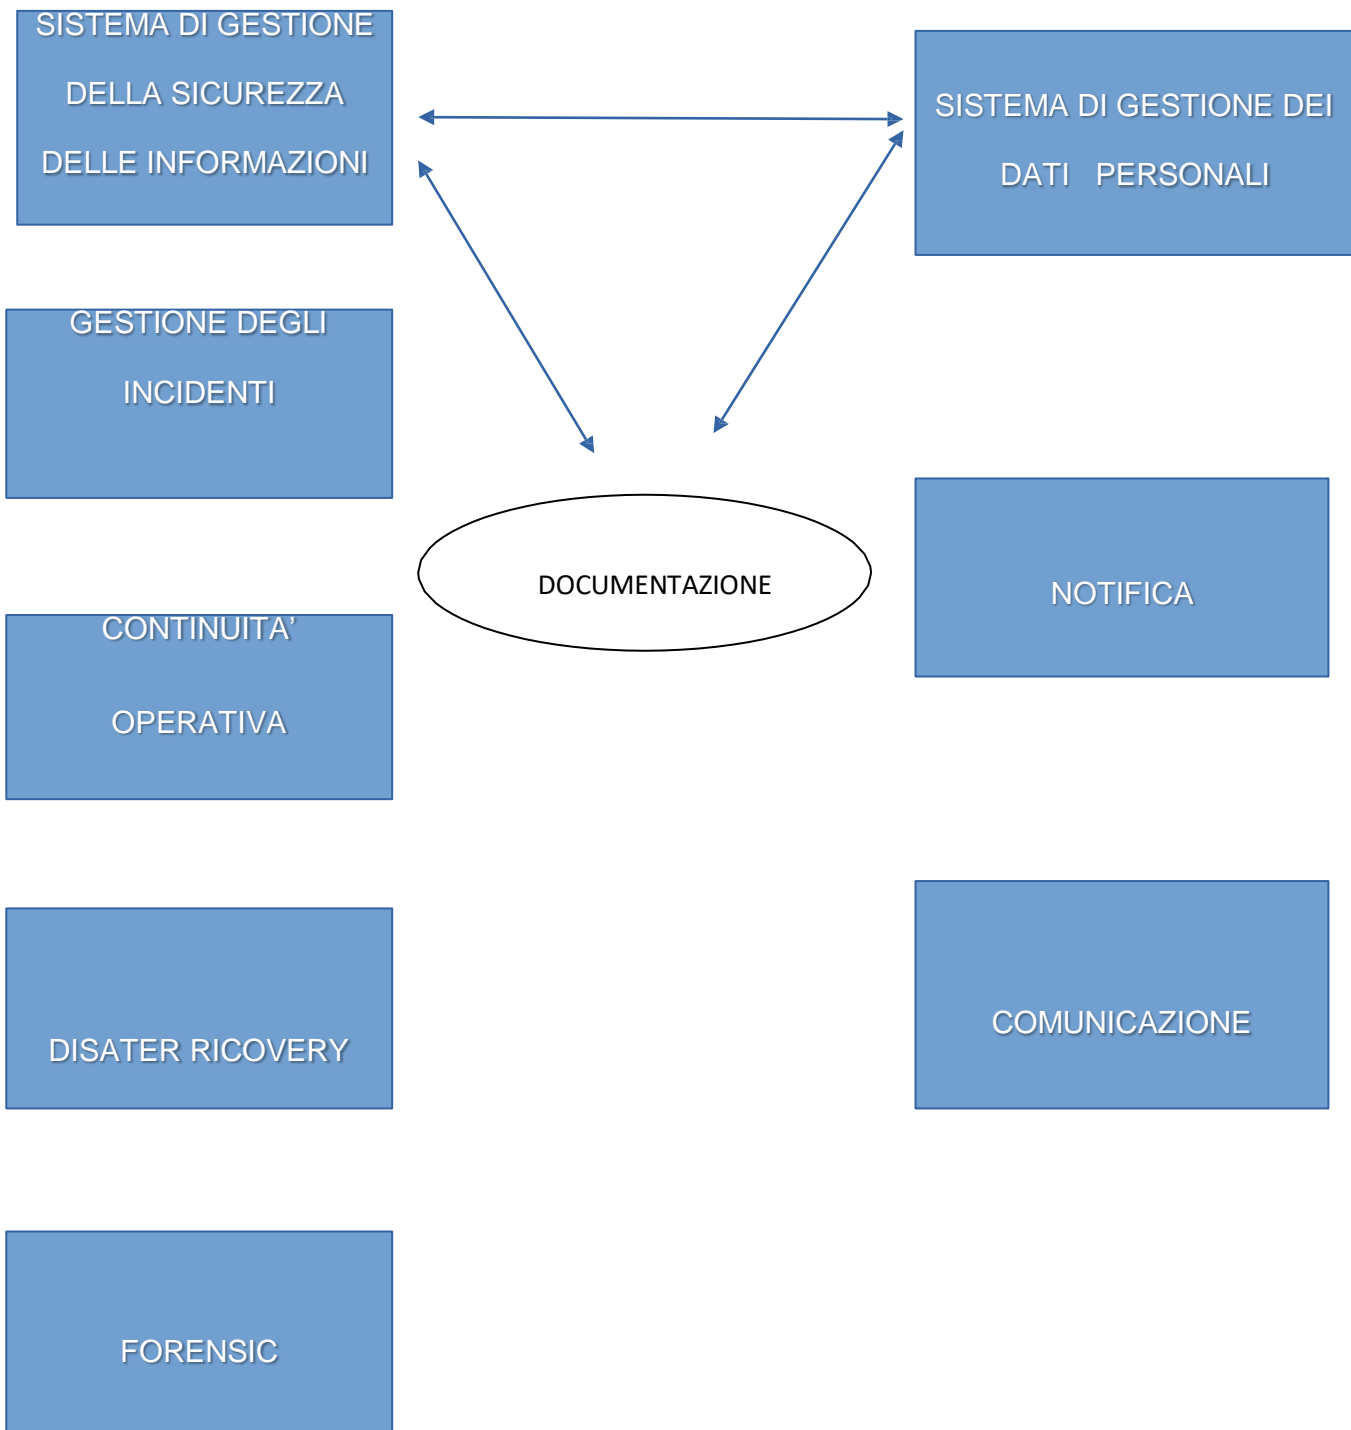 SISTEMA DI GESTIONE
DELLA SICUREZZA
DELLE INFORMAZIONI
SISTEMA DI GESTIONE DEI
DATI PERSONALI
GESTIONE DEGLI
INCIDENTI
DOCUMENTAZIONE
NOTIFICA
CONTINUITA’
OPERATIVA
DISATER RICOVERY
COMUNICAZIONE
FORENSIC